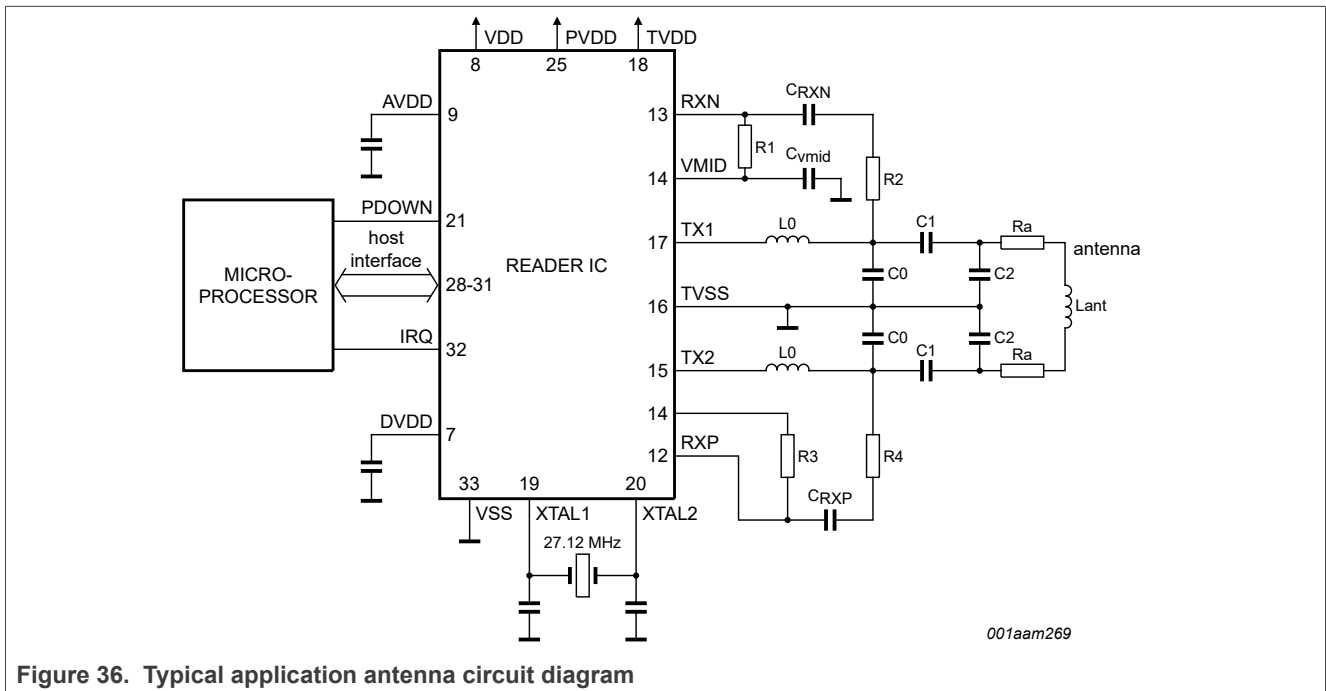 VDD
PVDD
TVDD
8
25
18
AVDD
9
13
RXN
CRXN
R1
VMID
Cvmid
14
R2
PDOWN
21
host
interface
MICRO-
PROCESSOR
28-31
IRQ
32
READER IC
17
TX1
L0
C1
Ra
antenna
C0
C2
Lant
16
TVSS
C0
C2
15
TX2
L0
C1
Ra
14
12
RXP
R3
R4
CRXP
DVDD
7
33
19
20
VSS
XTAL1
XTAL2
27.12 MHz
001aam269
Figure 36. Typical application antenna circuit diagram